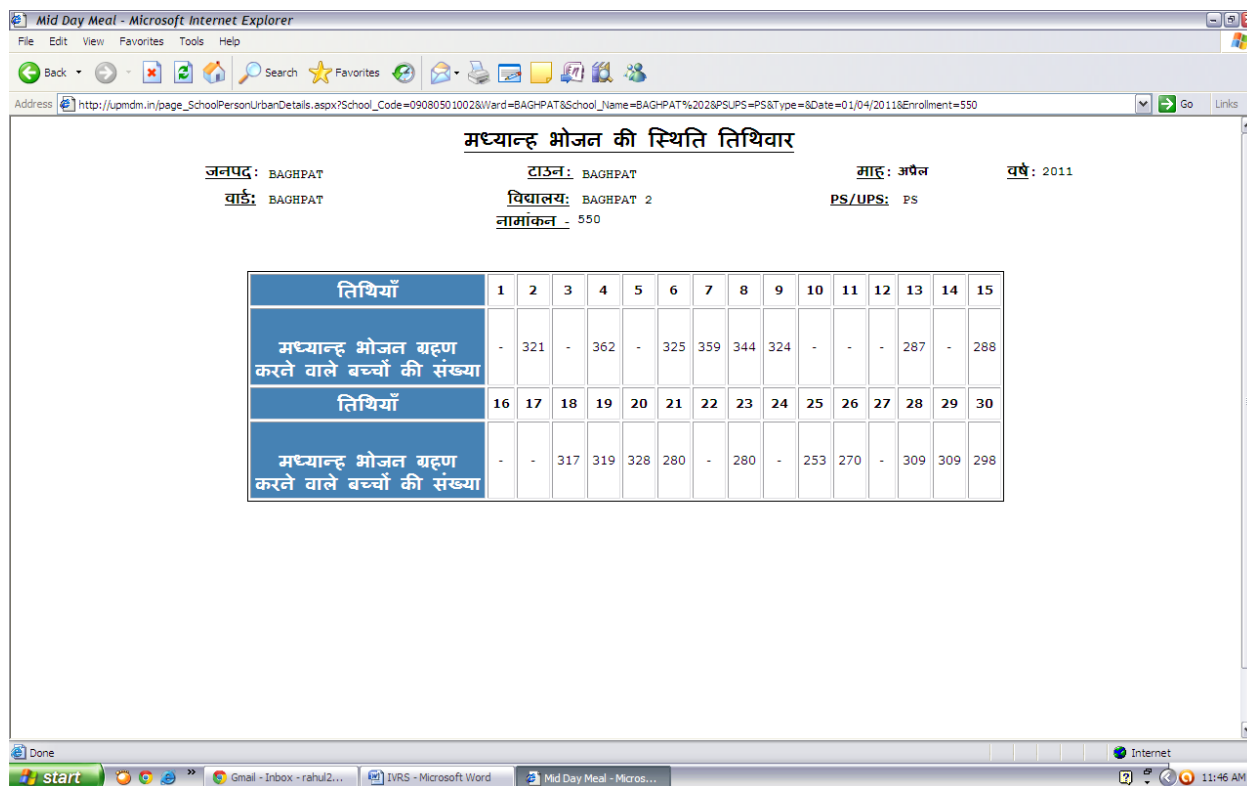 Mid Day Meal - Microsoft Internet Explorer
File Edit View Favorites Tools Help
Back Search Favorites
Address http://upmdm.in/page_SchoolPersonUrbanDetails.aspx?School_Code=09080501002&Ward=BAGHPAT&School_Name=BAGHPAT%202&PSUPS=PS&Type=&Date=01/04/2011&Enrollment=550 Go Links
मध्यान्ह भोजन की स्थिति तिथिवार
जनपद : BAGHPAT टाउन : BAGHPAT माह : अप्रैल वर्ष : 2011
वार्ड: BAGHPAT विद्यालय: BAGHPAT 2 PS/UPS: PS
नामांकन - 550
तिथियाँ 1 2 3 4 5 6 7 8 9 10 11 12 13 14 15
मध्यान्ह भोजन ग्रहण
करने वाले बच्चों की संख्या - 321 - 362 - 325 359 344 324 - - - 287 - 288
तिथियाँ 16 17 18 19 20 21 22 23 24 25 26 27 28 29 30
मध्यान्ह भोजन ग्रहण
करने वाले बच्चों की संख्या - - 317 319 328 280 - 280 - 253 270 - 309 309 298
Done Internet
start Gmail - Inbox - rahul2... IVRS - Microsoft Word Mid Day Meal - Micros... 11:46 AM